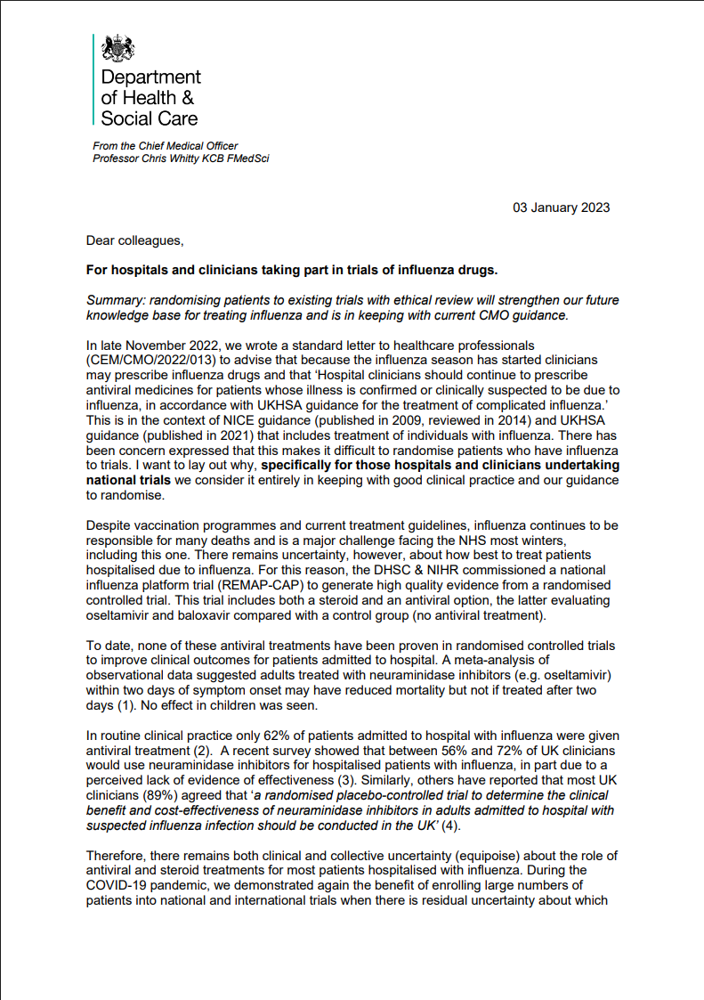 Department
of Health &
Social Care
From the Chief Medical Officer
Professor Chris Whitty KCB FMedSci
03 January 2023
Dear colleagues,
For hospitals and clinicians taking part in trials of influenza drugs.
Summary: randomising patients to existing trials with ethical review will strengthen our future
knowledge base for treating influenza and is in keeping with current CMO guidance.
In late November 2022, we wrote a standard letter to healthcare professionals
(CEM/CMO/2022/013) to advise that because the influenza season has started clinicians
may prescribe influenza drugs and that ‘Hospital clinicians should continue to prescribe
antiviral medicines for patients whose illness is confirmed or clinically suspected to be due to
influenza, in accordance with UKHSA guidance for the treatment of complicated influenza.’
This is in the context of NICE guidance (published in 2009, reviewed in 2014) and UKHSA
guidance (published in 2021) that includes treatment of individuals with influenza. There has
been concern expressed that this makes it difficult to randomise patients who have influenza
to trials. I want to lay out why, specifically for those hospitals and clinicians undertaking
national trials we consider it entirely in keeping with good clinical practice and our guidance
to randomise.
Despite vaccination programmes and current treatment guidelines, influenza continues to be
responsible for many deaths and is a major challenge facing the NHS most winters,
including this one. There remains uncertainty, however, about how best to treat patients
hospitalised due to influenza. For this reason, the DHSC & NIHR commissioned a national
influenza platform trial (REMAP-CAP) to generate high quality evidence from a randomised
controlled trial. This trial includes both a steroid and an antiviral option, the latter evaluating
oseltamivir and baloxavir compared with a control group (no antiviral treatment).
To date, none of these antiviral treatments have been proven in randomised controlled trials
to improve clinical outcomes for patients admitted to hospital. A meta-analysis of
observational data suggested adults treated with neuraminidase inhibitors (e.g. oseltamivir)
within two days of symptom onset may have reduced mortality but not if treated after two
days (1). No effect in children was seen.
In routine clinical practice only 62% of patients admitted to hospital with influenza were given
antiviral treatment (2).  A recent survey showed that between 56% and 72% of UK clinicians
would use neuraminidase inhibitors for hospitalised patients with influenza, in part due to a
perceived lack of evidence of effectiveness (3). Similarly, others have reported that most UK
clinicians (89%) agreed that ‘a randomised placebo-controlled trial to determine the clinical
benefit and cost-effectiveness of neuraminidase inhibitors in adults admitted to hospital with
suspected influenza infection should be conducted in the UK’ (4).
Therefore, there remains both clinical and collective uncertainty (equipoise) about the role of
antiviral and steroid treatments for most patients hospitalised with influenza. During the
COVID-19 pandemic, we demonstrated again the benefit of enrolling large numbers of
patients into national and international trials when there is residual uncertainty about which